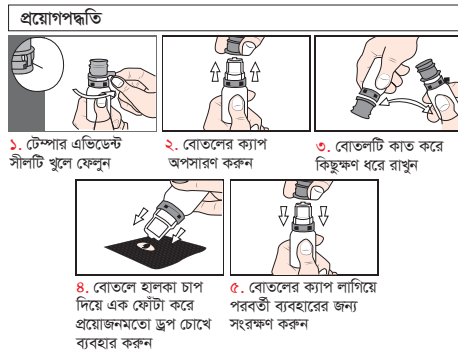 প্রয়োগপদ্ধতি
১. টেম্পার এভিডেন্ট
সীলটি খুলে ফেলুন
২. বোতলের ক্যাপ
অপসারণ করুন
৩. বোতলটি কাত করে
কিছুক্ষণ ধরে রাখুন
৪. বোতলে হালকা চাপ
দিয়ে এক ফোঁটা করে
প্রয়োজনমতো ড্রপ চোখে
ব্যবহার করুন
৫. বোতলের ক্যাপ লাগিয়ে
পরবর্তী ব্যবহারের জন্য
সংরক্ষণ করুন